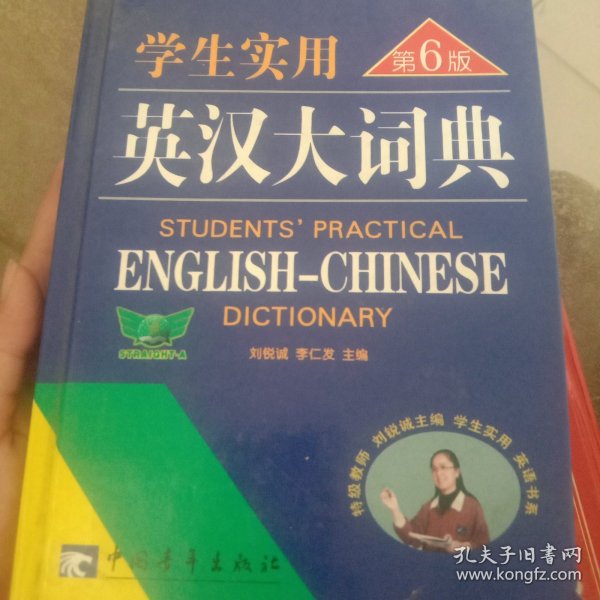 学生实用
第6版
英汉大词典
STUDENTS' PRACTICAL
ENGLISH-CHINESE
DICTIONARY
STRAIGHT-A
刘锐诚 李仁发 主编
特级教师 刘锐诚主编 学生实用 英语书系
中国青年出版社
孔夫子旧书网
www.kongfz.com